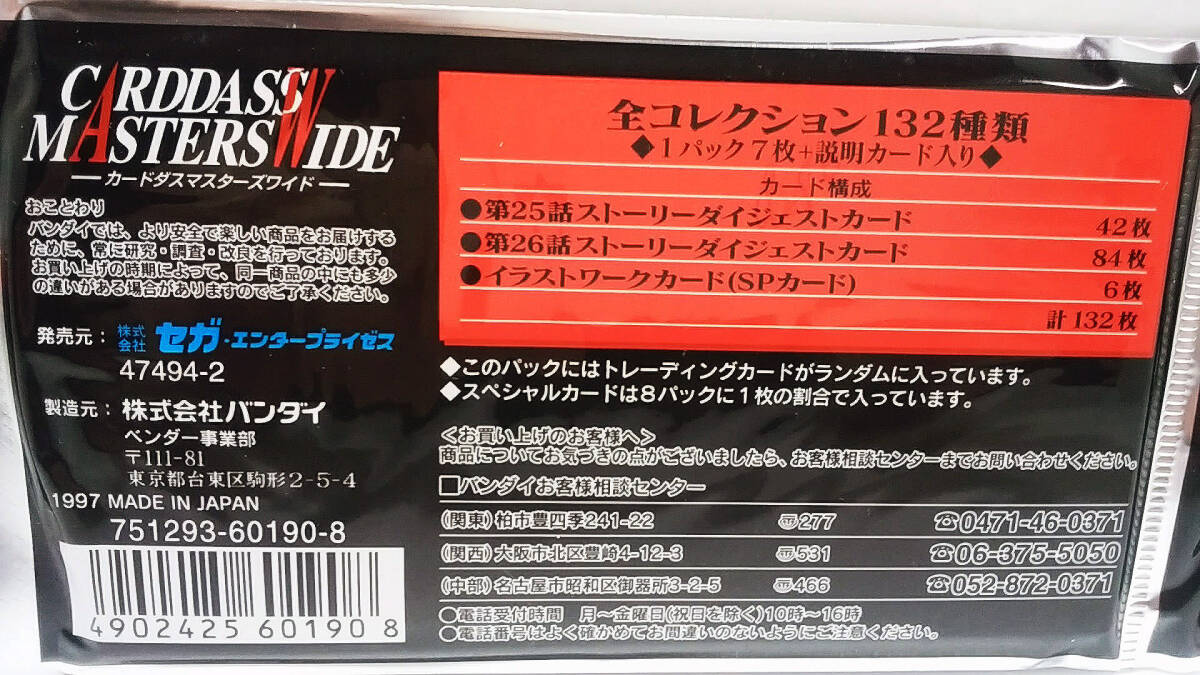 CARDDASS
MASTERS WIDE
カードダスマスターズワイド
おことわり
バンダイでは、より安全で楽しい商品をお届けする
ために、常に研究・調査・改良を行っております。
お買い上げの時期によって、同一商品の中にも多少
の違いがある場合がありますのでご了承ください。
発売元：株式会社 セガ・エンタープライゼス
47494-2
製造元：株式会社バンダイ
ベンダー事業部
〒111-81
東京都台東区駒形2-5-4
1997 MADE IN JAPAN
751293-60190-8
4902425601908
全コレクション132種類
◆1パック7枚+説明カード入り◆
カード構成
●第25話ストーリーダイジェストカード 42枚
●第26話ストーリーダイジェストカード 84枚
●イラストワークカード(SPカード) 6枚
計132枚
◆このパックにはトレーディングカードがランダムに入っています。
◆スペシャルカードは8パックに1枚の割合で入っています。
＜お買い上げのお客様へ＞
商品についてお気づきの点がございましたら、お客様相談センターまでお問い合わせください。
■バンダイお客様相談センター
(関東)柏市豊四季241-22 〠277 ☎0471-46-0371
(関西)大阪市北区豊崎4-12-3 〠531 ☎06-375-5050
(中部)名古屋市昭和区御器所3-2-5 〠466 ☎052-872-0371
●電話受付時間 月〜金曜日(祝日を除く)10時〜16時
●電話番号はよく確かめてお間違いのないようにご注意ください。